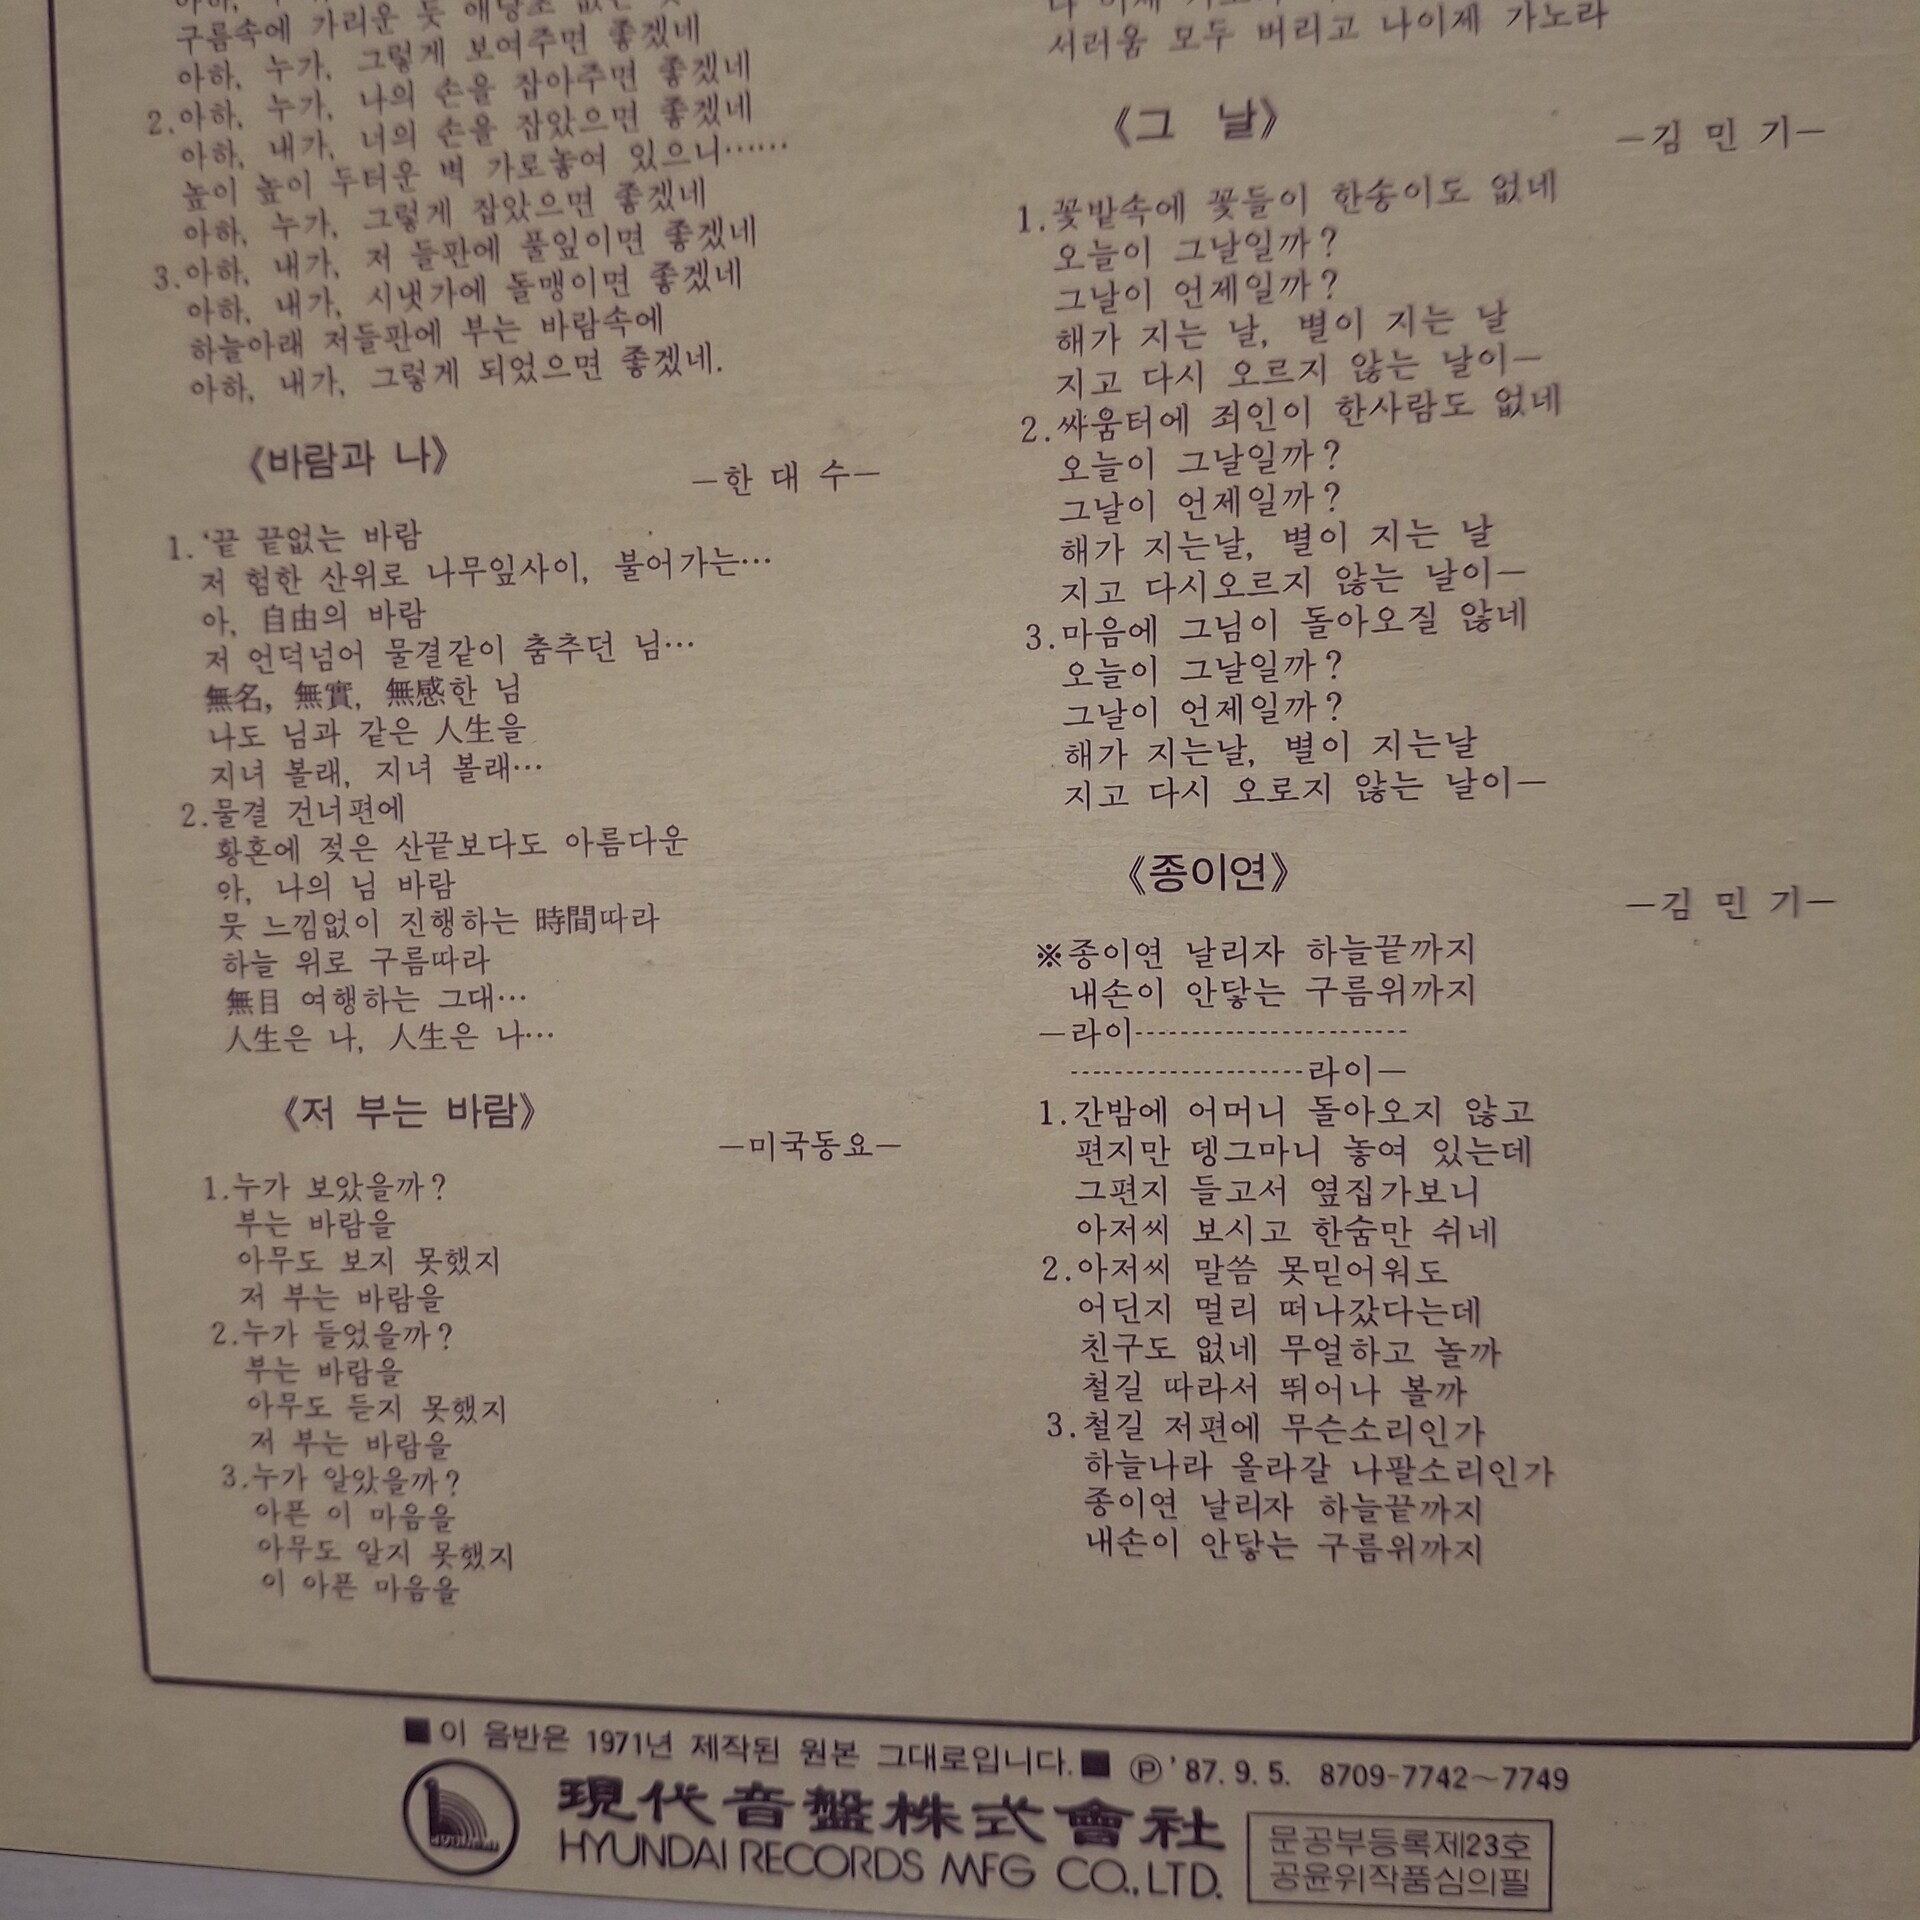 구름속에 가리운 듯 애당초 없는
아하, 누가, 그렇게 보여주면 좋겠네
2.아하, 누가, 나의 손을 잡아주면 좋겠네
아하, 내가, 너의 손을 잡았으면 좋겠네
높이 높이 두터운 벽 가로놓여 있으니……
아하, 누가, 그렇게 잡았으면 좋겠네
3.아하, 내가, 저 들판에 풀잎이면 좋겠네
아하, 내가, 시냇가에 돌맹이면 좋겠네
하늘아래 저들판에 부는 바람속에
아하, 내가, 그렇게 되었으면 좋겠네.
《바람과 나》
—한 대 수—
1.‘끝 끝없는 바람
저 험한 산위로 나무잎사이, 불어가는…
아, 自由의 바람
저 언덕넘어 물결같이 춤추던 님…
無名, 無實, 無感한 님
나도 님과 같은 人生을
지녀 볼래, 지녀 볼래…
2.물결 건너편에
황혼에 젖은 산끝보다도 아름다운
아, 나의 님 바람
뭇 느낌없이 진행하는 時間따라
하늘 위로 구름따라
無目 여행하는 그대…
人生은 나, 人生은 나…
《저 부는 바람》
—미국동요—
1.누가 보았을까?
부는 바람을
아무도 보지 못했지
저 부는 바람을
2.누가 들었을까?
부는 바람을
아무도 듣지 못했지
저 부는 바람을
3.누가 알았을까?
아픈 이 마음을
아무도 알지 못했지
이 아픈 마음을
서러움 모두 버리고 나이제 가노라
《그 날》
—김 민 기—
1.꽃밭속에 꽃들이 한송이도 없네
오늘이 그날일까?
그날이 언제일까?
해가 지는 날, 별이 지는 날
지고 다시 오르지 않는 날이—
2.싸움터에 죄인이 한사람도 없네
오늘이 그날일까?
그날이 언제일까?
해가 지는날, 별이 지는 날
지고 다시오르지 않는 날이—
3.마음에 그님이 돌아오질 않네
오늘이 그날일까?
그날이 언제일까?
해가 지는날, 별이 지는날
지고 다시 오로지 않는 날이—
《종이연》
—김 민 기—
※종이연 날리자 하늘끝까지
내손이 안닿는 구름위까지
—라이------------------------
---------------------라이—
1.간밤에 어머니 돌아오지 않고
편지만 뎅그마니 놓여 있는데
그편지 들고서 옆집가보니
아저씨 보시고 한숨만 쉬네
2.아저씨 말씀 못믿어워도
어딘지 멀리 떠나갔다는데
친구도 없네 무얼하고 놀까
철길 따라서 뛰어나 볼까
3.철길 저편에 무슨소리인가
하늘나라 올라갈 나팔소리인가
종이연 날리자 하늘끝까지
내손이 안닿는 구름위까지
■이 음반은 1971년 제작된 원본 그대로입니다.■ ℗'87. 9. 5. 8709-7742~7749
現代音盤株式會社
HYUNDAI RECORDS MFG CO., LTD.
문공부등록제23호
공윤위작품심의필